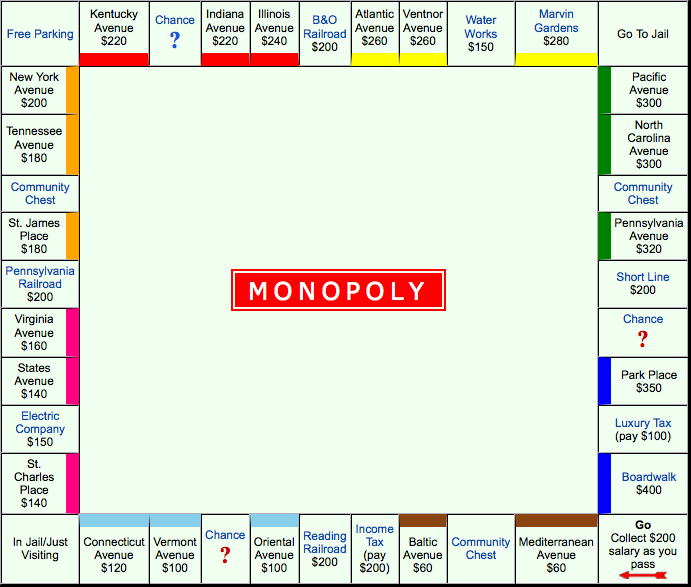 Free Parking
Kentucky
Avenue
$220
Chance
?
Indiana
Avenue
$220
Illinois
Avenue
$240
B&O
Railroad
$200
Atlantic
Avenue
$260
Ventnor
Avenue
$260
Water
Works
$150
Marvin
Gardens
$280
Go To Jail
New York
Avenue
$200
Pacific
Avenue
$300
Tennessee
Avenue
$180
North
Carolina
Avenue
$300
Community
Chest
Community
Chest
St. James
Place
$180
Pennsylvania
Avenue
$320
Pennsylvania
Railroad
$200
MONOPOLY
Short Line
$200
Virginia
Avenue
$160
Chance
?
States
Avenue
$140
Park Place
$350
Electric
Company
$150
Luxury Tax
(pay $100)
St.
Charles
Place
$140
Boardwalk
$400
In Jail/Just
Visiting
Connecticut
Avenue
$120
Vermont
Avenue
$100
Chance
?
Oriental
Avenue
$100
Reading
Railroad
$200
Income
Tax
(pay
$200)
Baltic
Avenue
$60
Community
Chest
Mediterranean
Avenue
$60
Go
Collect $200
salary as you
pass